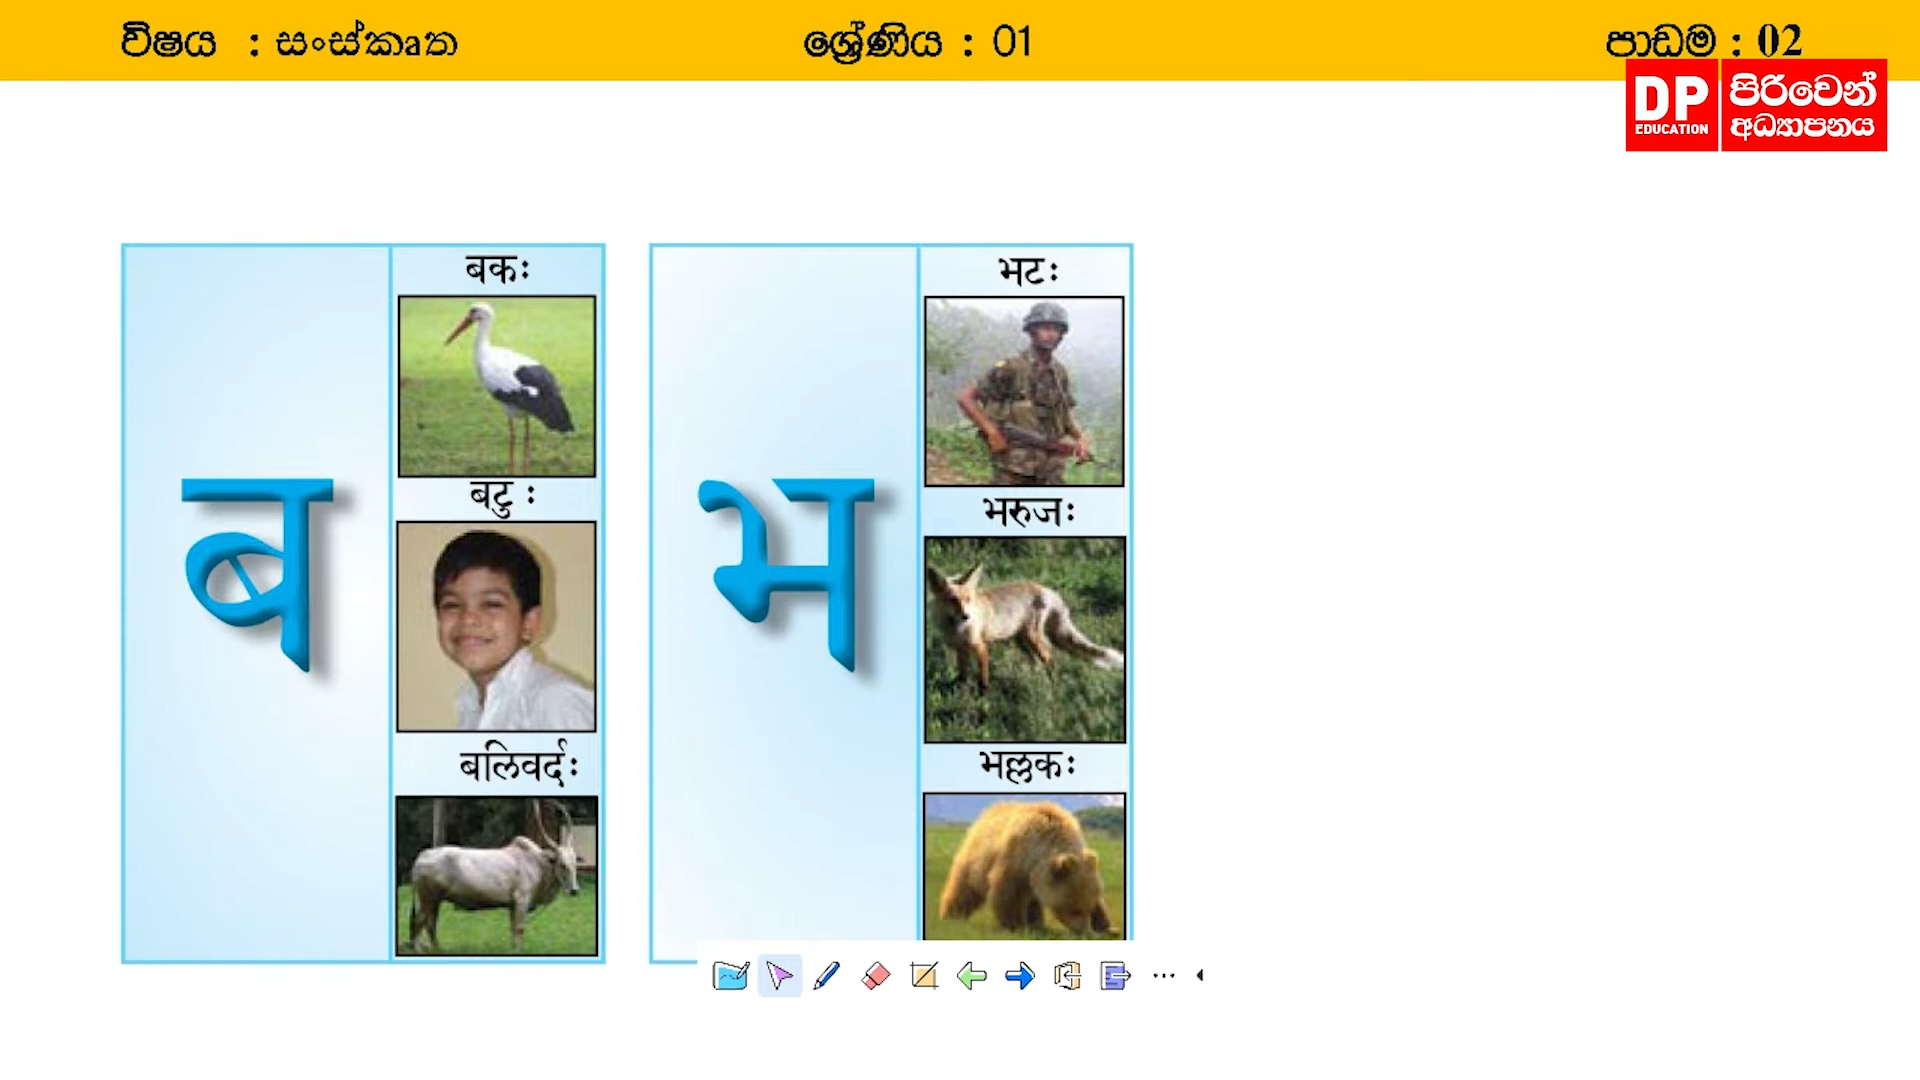 විෂය : සංස්කෘත
ශ්‍රේණිය : 01
පාඩම : 02
DP
EDUCATION
පිරිවෙන්
අධ්‍යාපනය
ब
बकः
बटुः
बलिवर्दः
भ
भटः
भरुजः
भल्लकः